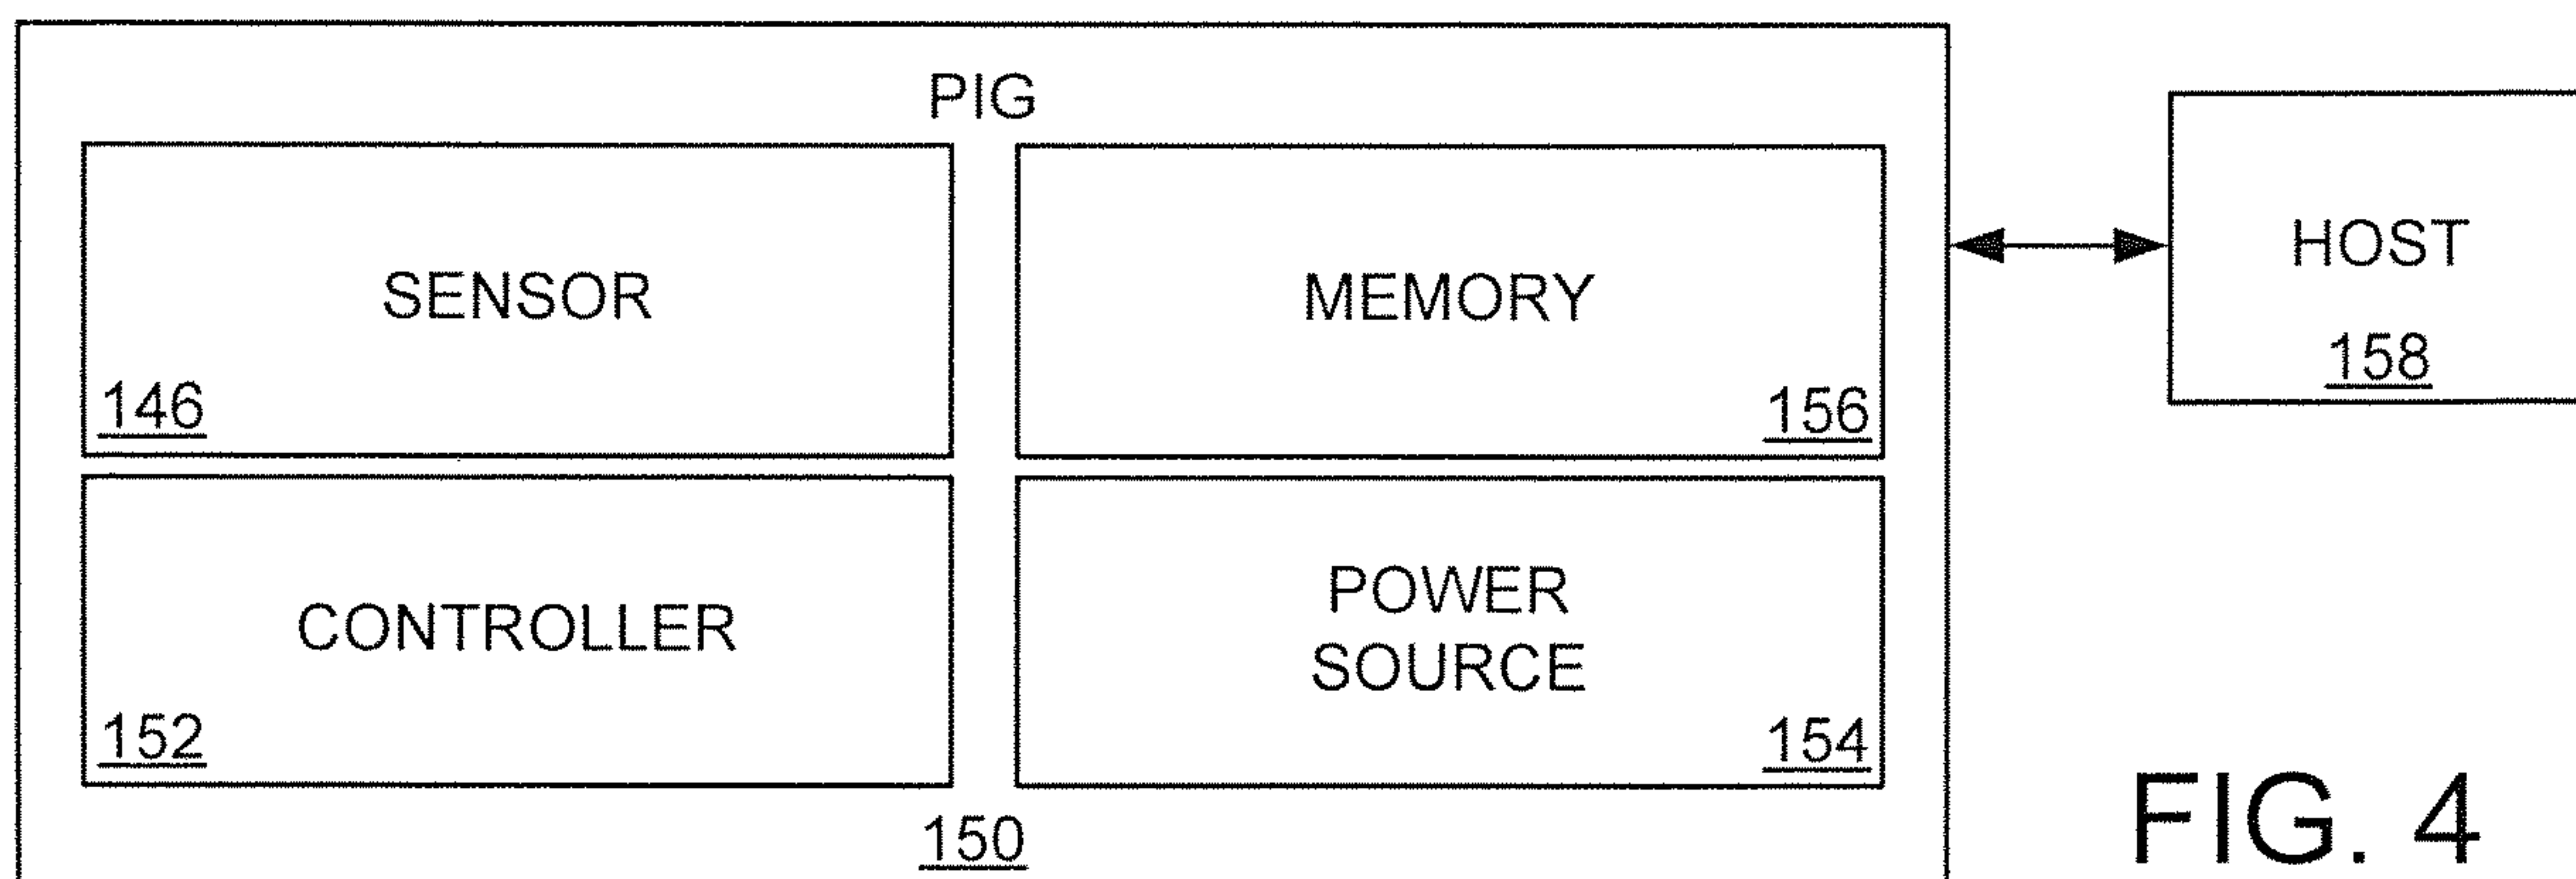 PIG
SENSOR
146
MEMORY
156
CONTROLLER
152
POWER
SOURCE
154
150
HOST
158
FIG. 4